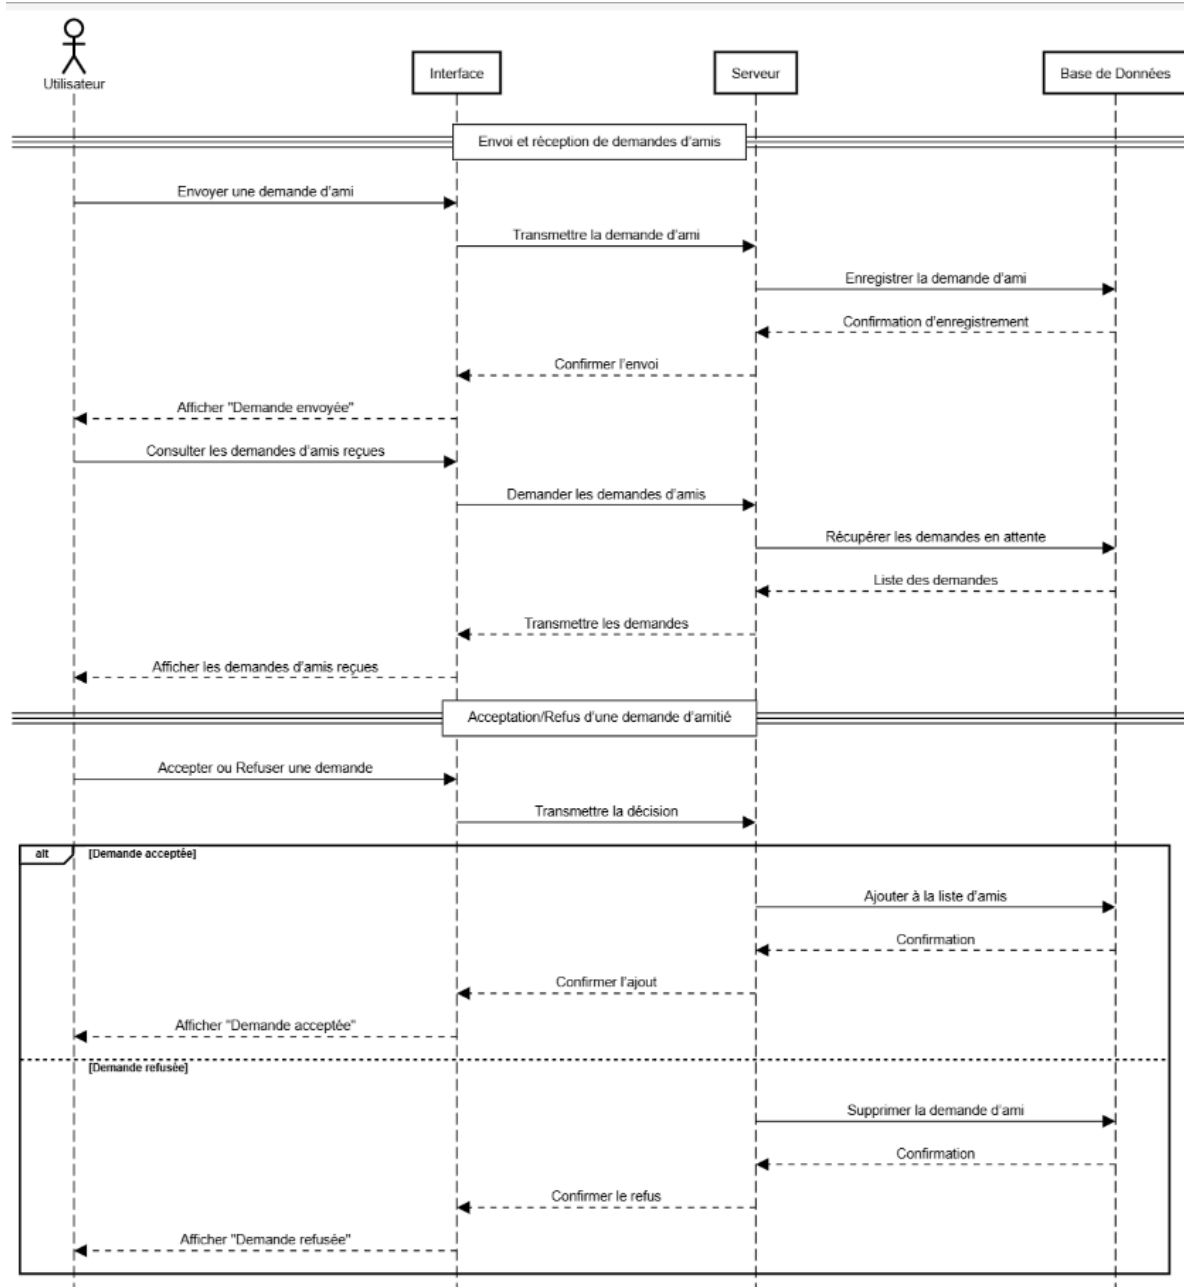 Utilisateur
Interface
Serveur
Base de Données
Envoi et réception de demandes d'amis
Envoyer une demande d'ami
Transmettre la demande d'ami
Enregistrer la demande d'ami
Confirmation d'enregistrement
Confirmer l'envoi
Afficher "Demande envoyée"
Consulter les demandes d'amis reçues
Demander les demandes d'amis
Récupérer les demandes en attente
Liste des demandes
Transmettre les demandes
Afficher les demandes d'amis reçues
Acceptation/Refus d'une demande d'amitié
Accepter ou Refuser une demande
Transmettre la décision
alt
[Demande acceptée]
Ajouter à la liste d'amis
Confirmation
Confirmer l'ajout
Afficher "Demande acceptée"
[Demande refusée]
Supprimer la demande d'ami
Confirmation
Confirmer le refus
Afficher "Demande refusée"